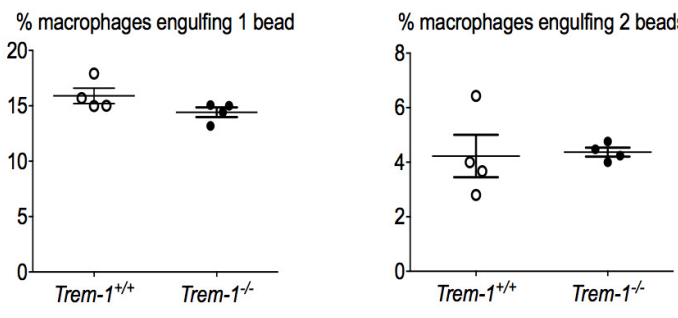 % macrophages engulfing 1 bead
20
15
10
5
0
Trem-1+/+ Trem-1-/-
% macrophages engulfing 2 beads
8
6
4
2
0
Trem-1+/+ Trem-1-/-